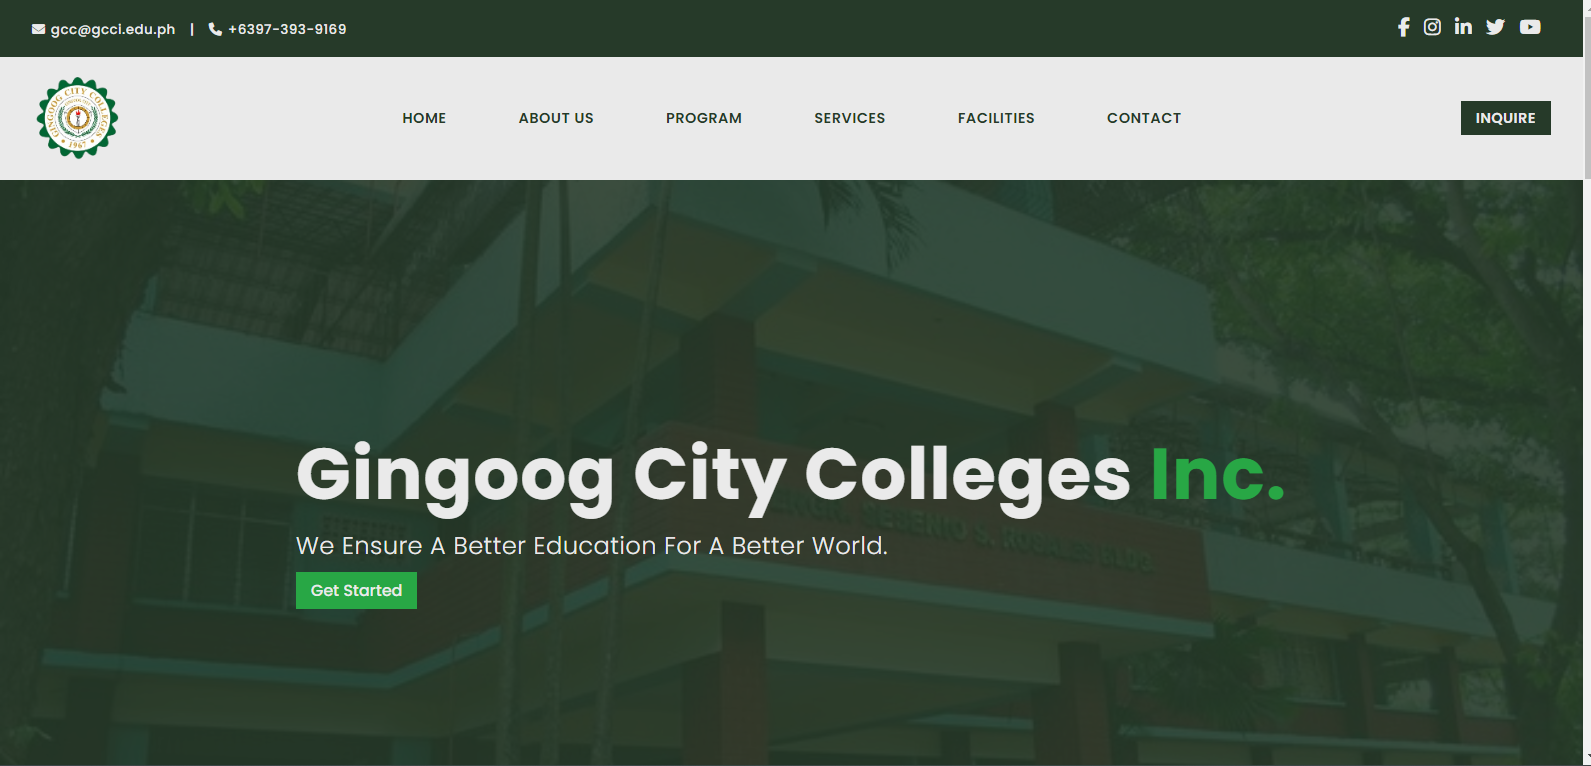 gcc@gcci.edu.ph | +6397-393-9169
GINGOOG CITY COLLEGES
1967
HOME ABOUT US PROGRAM SERVICES FACILITIES CONTACT
INQUIRE
Gingoog City Colleges Inc.
We Ensure A Better Education For A Better World.
Get Started